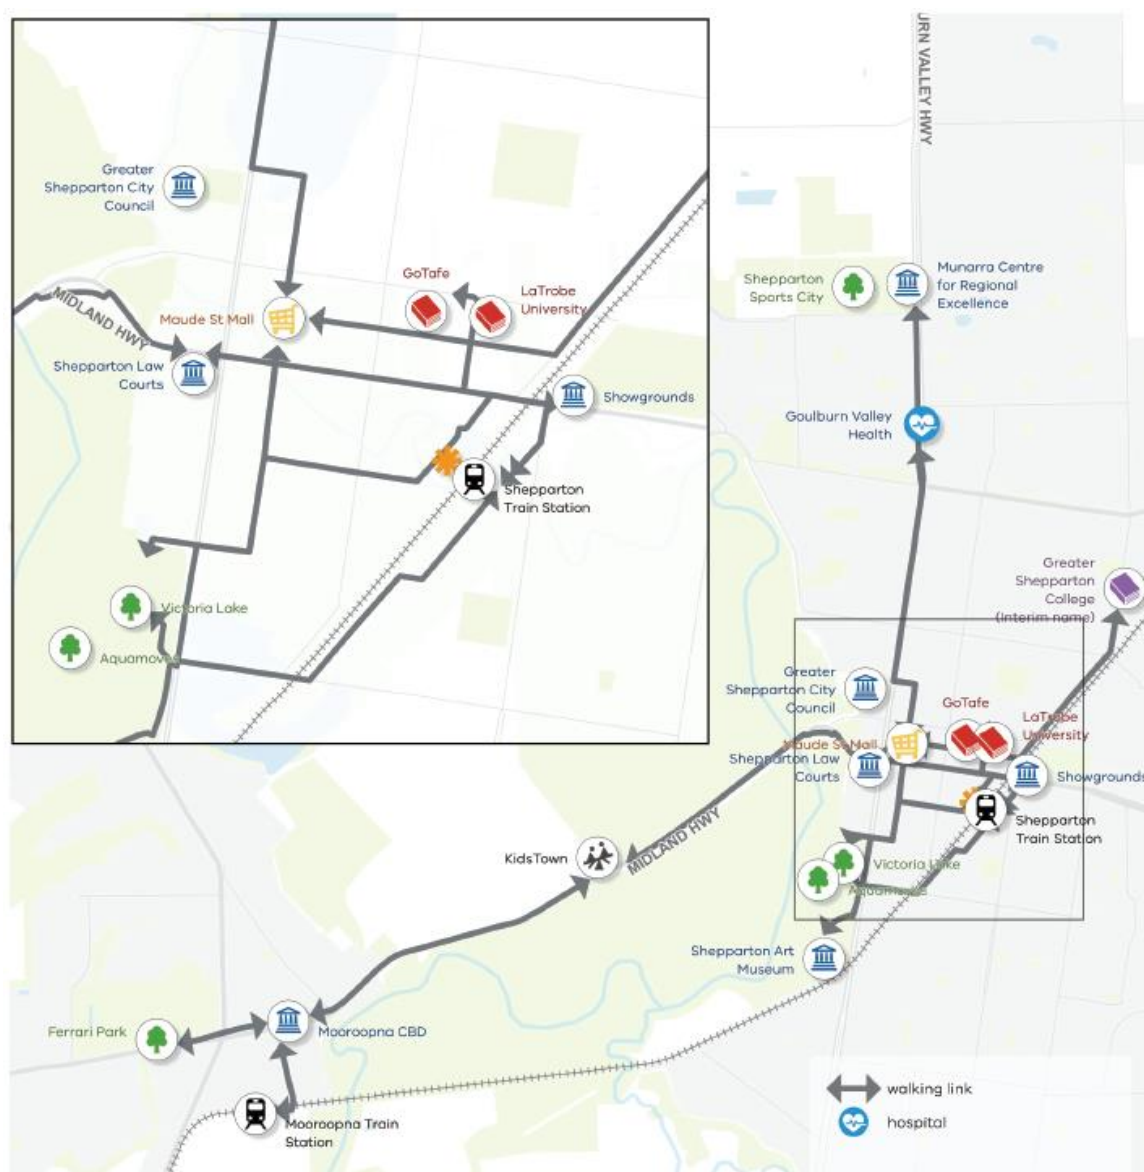 Greater
Shepparton City
Council
MIDLAND HWY
Maude St Mall
GoTafe
LaTrobe
University
Shepparton Law
Courts
Showgrounds
Shepparton
Train Station
Victoria Lake
Aquamoves
URN VALLEY HWY
Shepparton
Sports City
Munarra Centre
for Regional
Excellence
Goulburn Valley
Health
Greater
Shepparton
College
(Interim name)
Greater
Shepparton City
Council
GoTafe
LaTrobe
University
Maude St Mall
Shepparton Law
Courts
Showgrounds
Shepparton
Train Station
MIDLAND HWY
KidsTown
Victoria Lake
Aquamoves
Shepparton Art
Museum
Ferrari Park
Mooroopna CBD
Mooroopna Train
Station
walking link
hospital